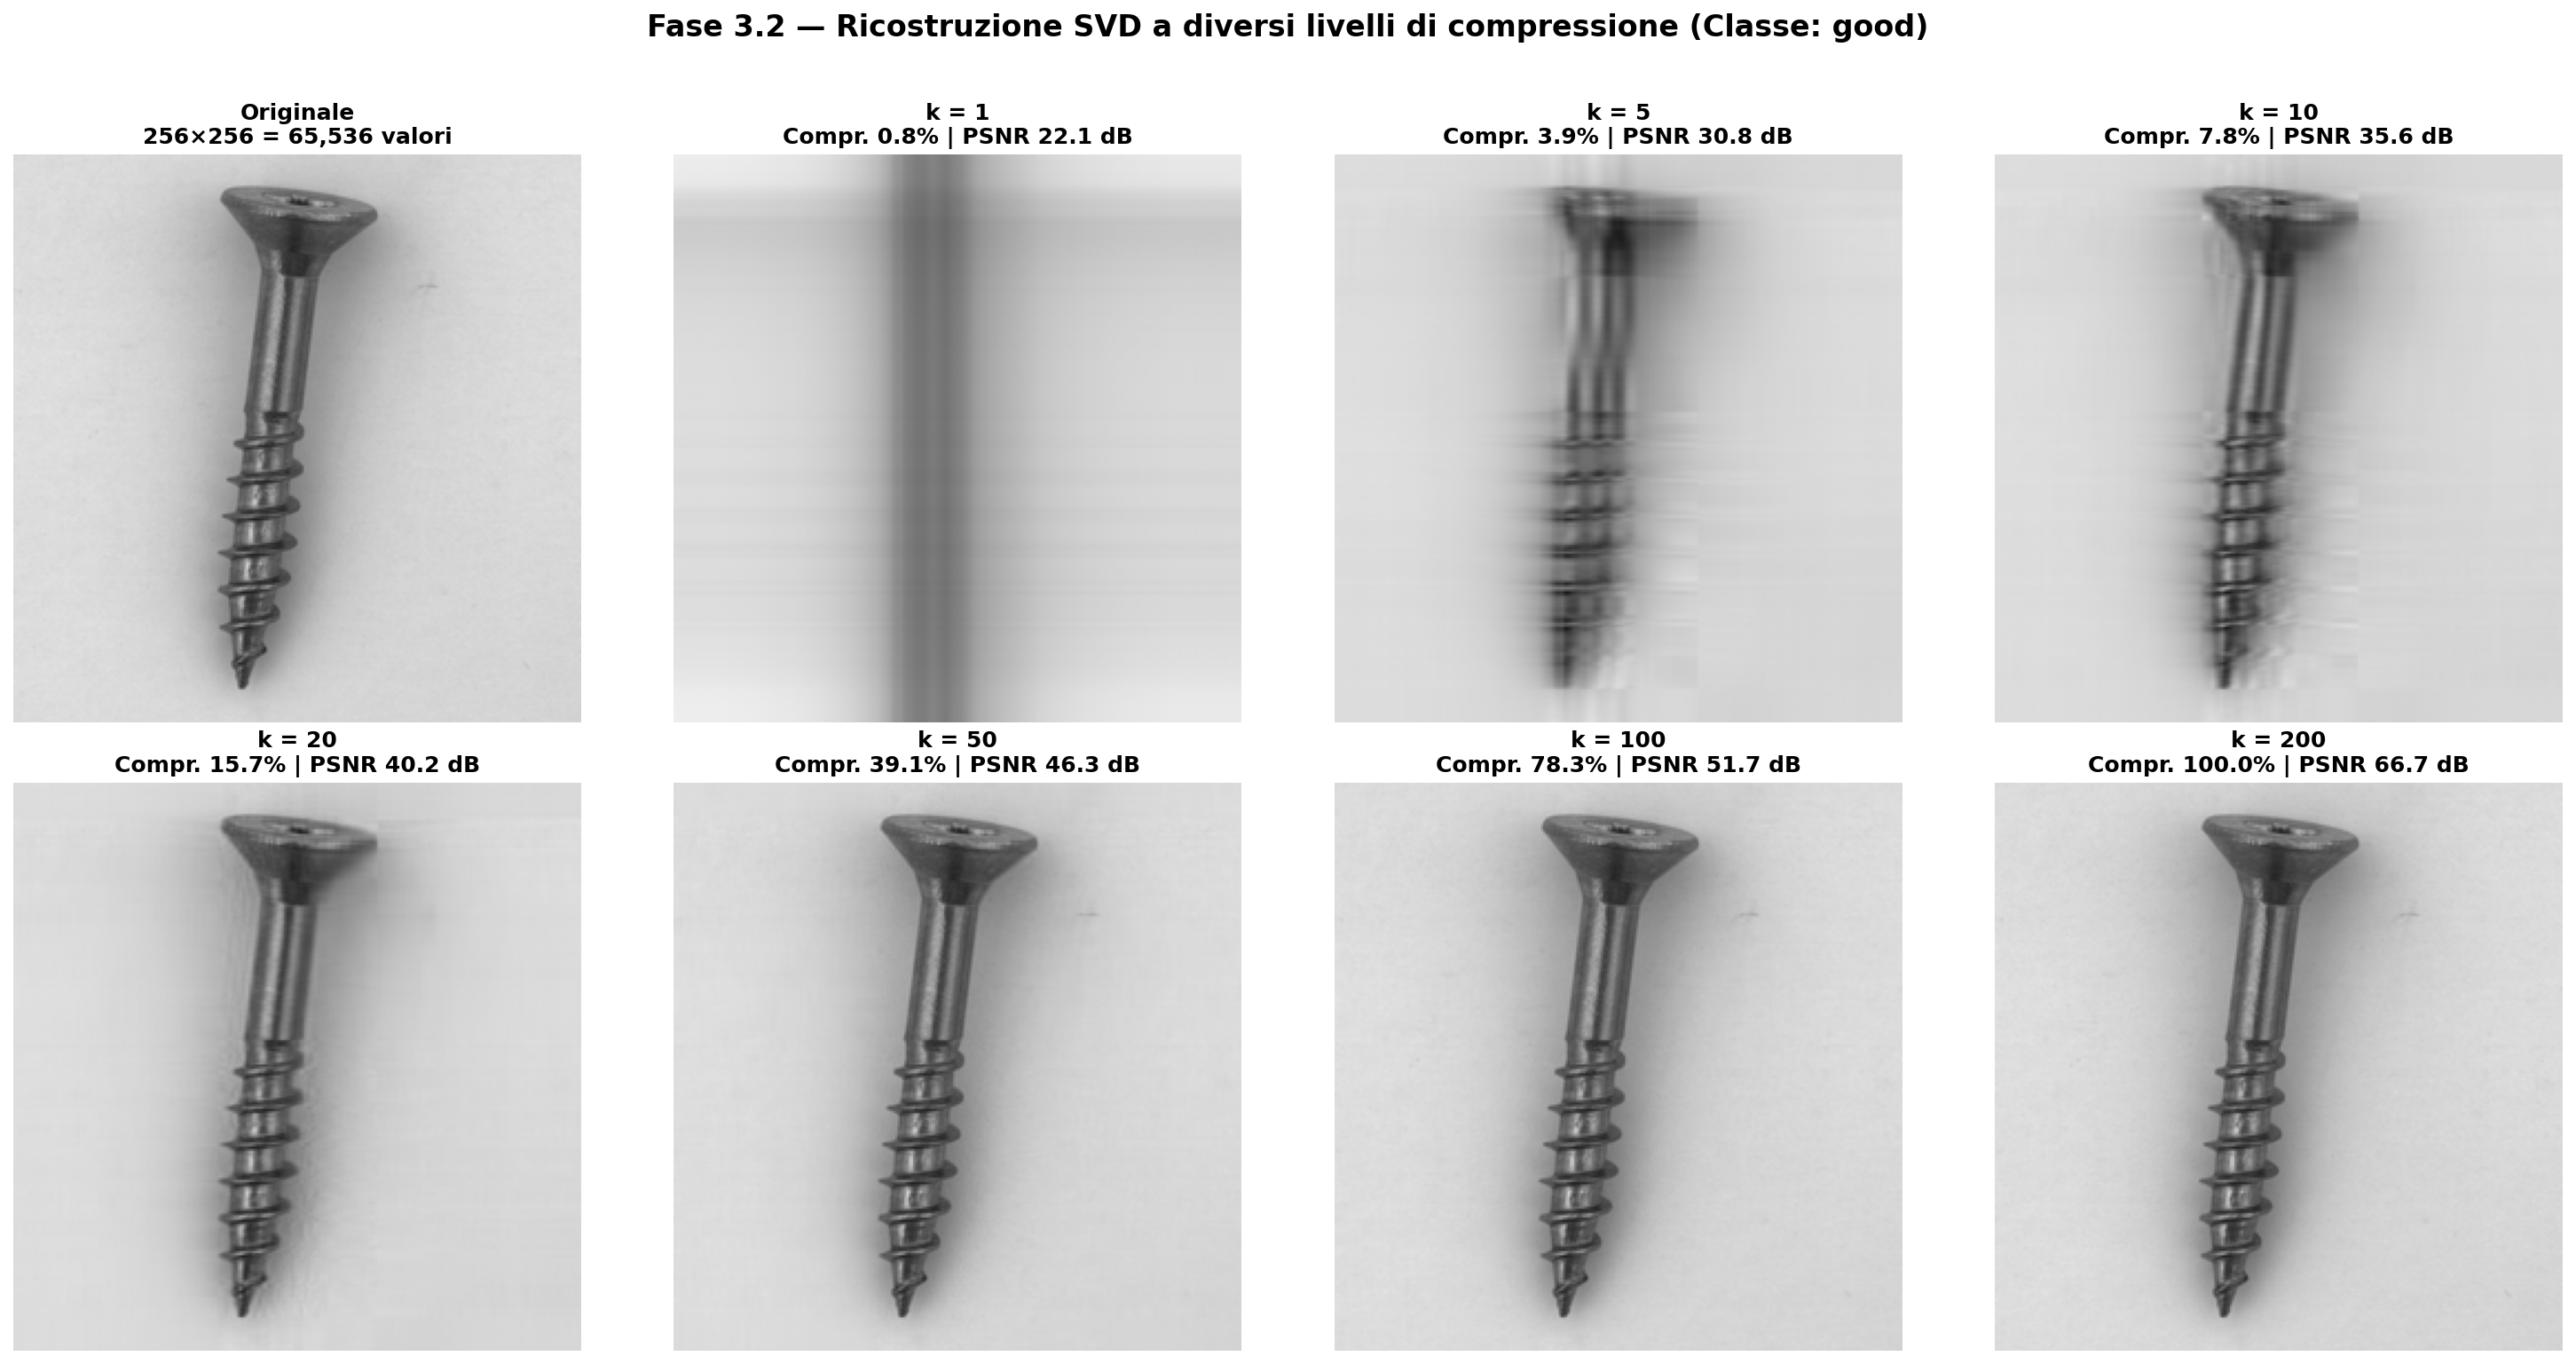 Fase 3.2 — Ricostruzione SVD a diversi livelli di compressione (Classe: good)
Originale
256×256 = 65,536 valori
k = 1
Compr. 0.8% | PSNR 22.1 dB
k = 5
Compr. 3.9% | PSNR 30.8 dB
k = 10
Compr. 7.8% | PSNR 35.6 dB
k = 20
Compr. 15.7% | PSNR 40.2 dB
k = 50
Compr. 39.1% | PSNR 46.3 dB
k = 100
Compr. 78.3% | PSNR 51.7 dB
k = 200
Compr. 100.0% | PSNR 66.7 dB